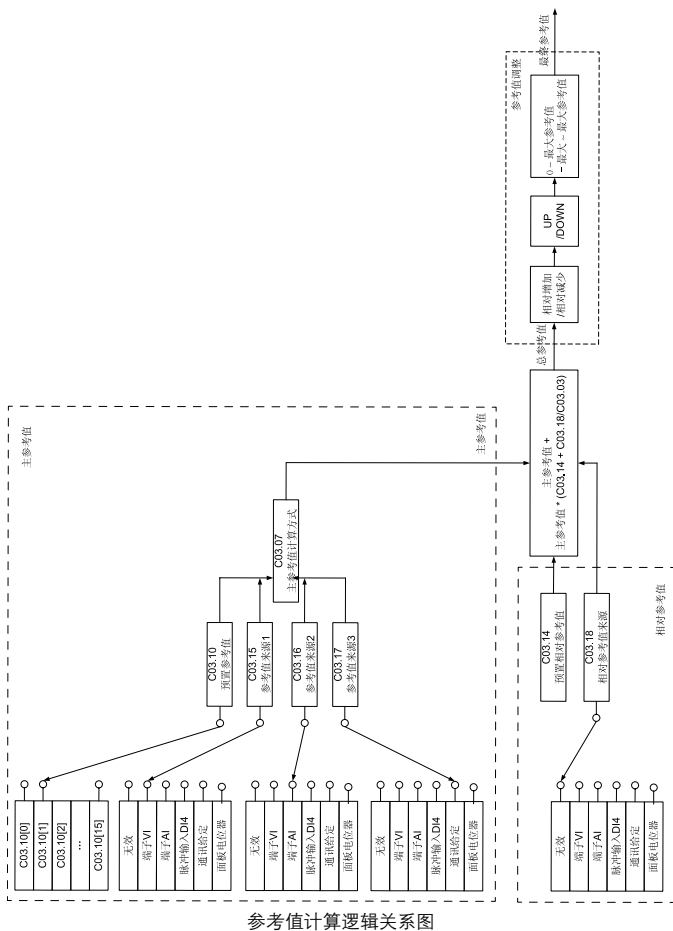 主参考值
C03.10[0]
C03.10[1]
C03.10[2]
...
C03.10[15]
无效
端子VI
端子AI
脉冲输入DI4
通讯给定
面板电位器
无效
端子VI
端子AI
脉冲输入DI4
通讯给定
面板电位器
无效
端子VI
端子AI
脉冲输入DI4
通讯给定
面板电位器
C03.10
预置参考值
C03.15
参考值来源1
C03.16
参考值来源2
C03.17
参考值来源3
C03.07
主参考值计算方式
主参考值
相对参考值
无效
端子VI
端子AI
脉冲输入DI4
通讯给定
面板电位器
C03.14
预置相对参考值
C03.18
相对参考值来源
主参考值 +
主参考值 * (C03.14 + C03.18/C03.03)
总参考值
参考值调整
相对增加
/相对减少
UP
/DOWN
0－最大参考值
－最大－最大参考值
最终参考值
参考值计算逻辑关系图